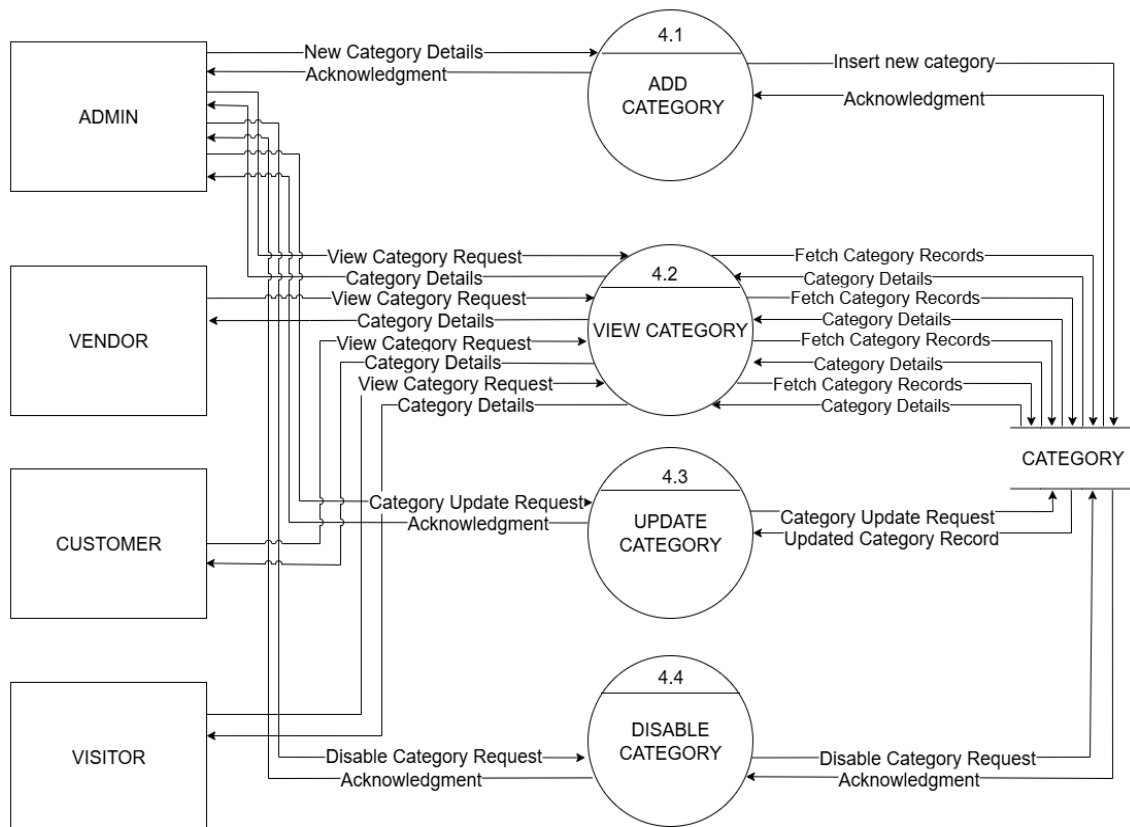 4.1
New Category Details
Acknowledgment
ADD
CATEGORY
Insert new category
Acknowledgment
ADMIN
View Category Request
Category Details
View Category Request
Category Details
View Category Request
Category Details
View Category Request
Category Details
4.2
VIEW CATEGORY
Fetch Category Records
Category Details
Fetch Category Records
Category Details
Fetch Category Records
Category Details
Fetch Category Records
Category Details
VENDOR
CATEGORY
4.3
Category Update Request
Acknowledgment
UPDATE
CATEGORY
Category Update Request
Updated Category Record
CUSTOMER
4.4
DISABLE
CATEGORY
VISITOR
Disable Category Request
Acknowledgment
Disable Category Request
Acknowledgment